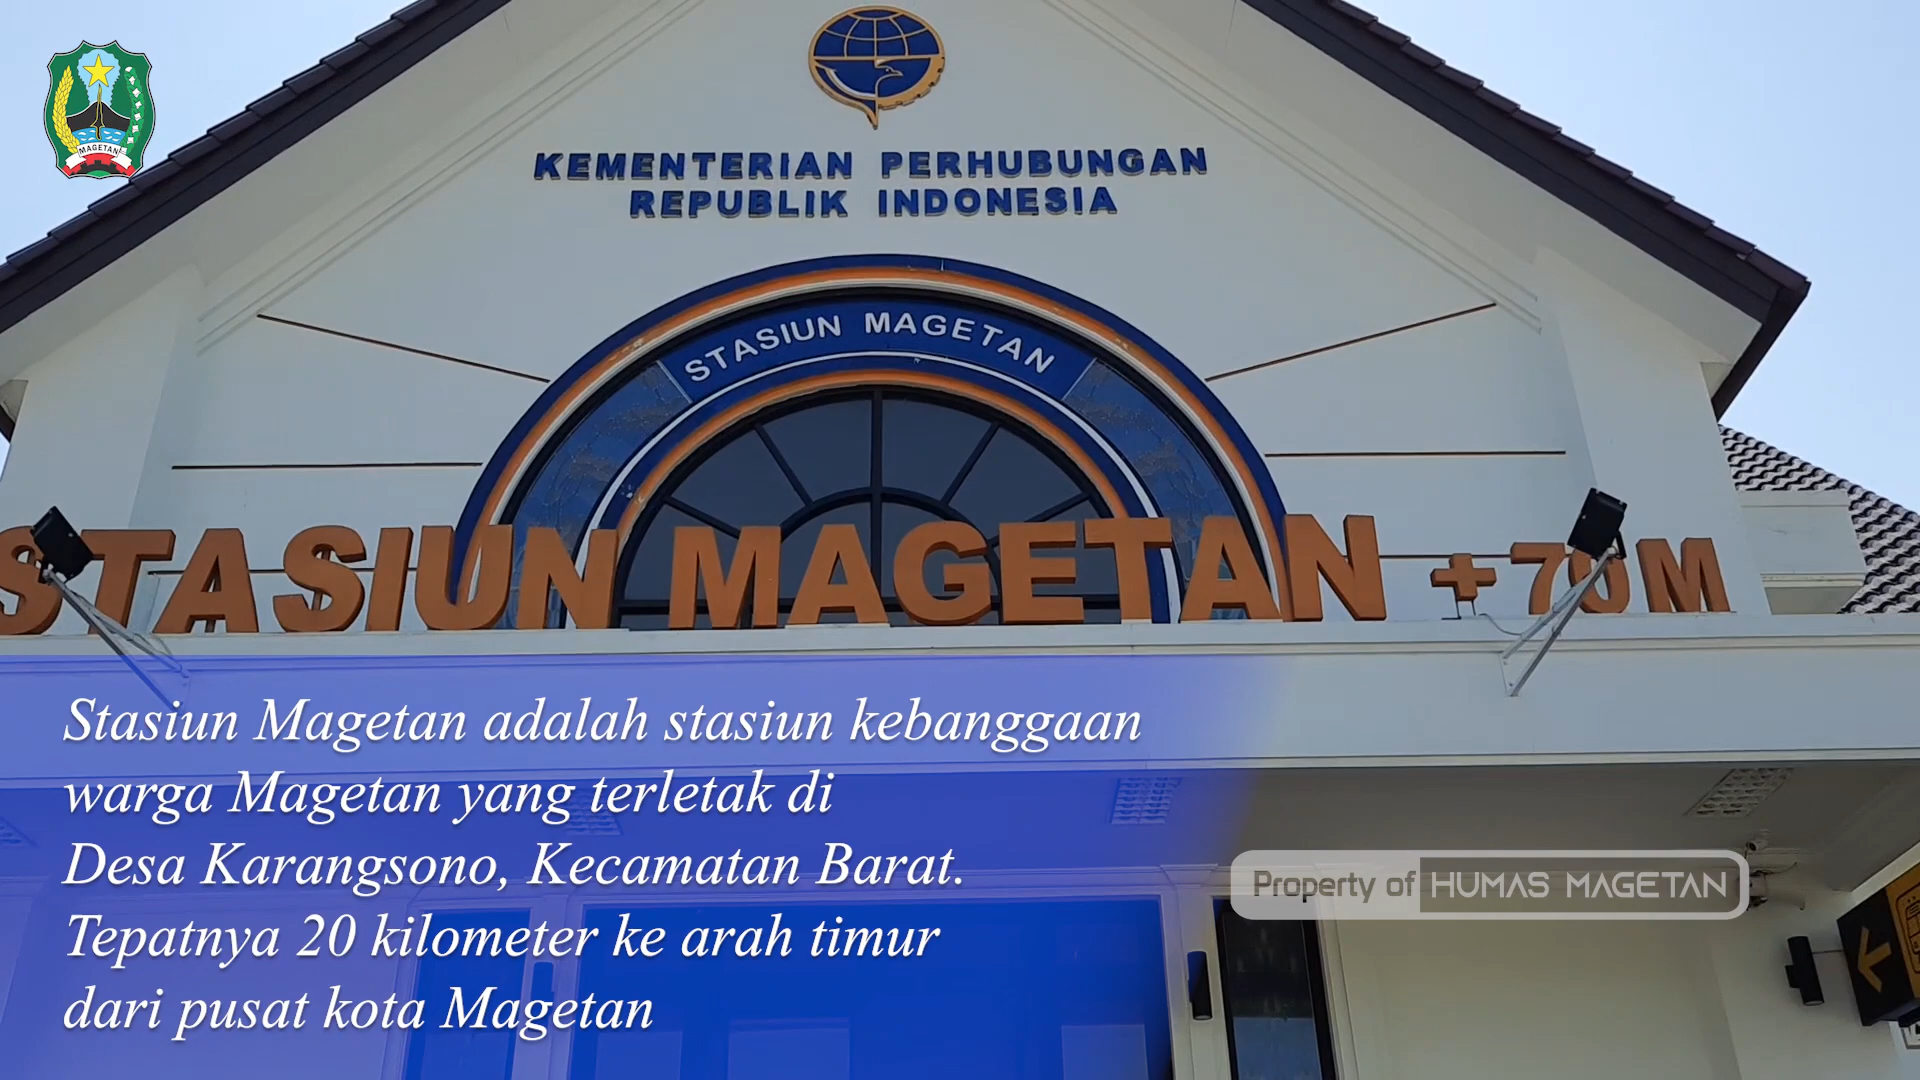 MAGETAN
KEMENTERIAN PERHUBUNGAN
REPUBLIK INDONESIA
STASIUN MAGETAN
STASIUN MAGETAN +70 M
Stasiun Magetan adalah stasiun kebanggaan
warga Magetan yang terletak di
Desa Karangsono, Kecamatan Barat.
Tepatnya 20 kilometer ke arah timur
dari pusat kota Magetan
Property of HUMAS MAGETAN